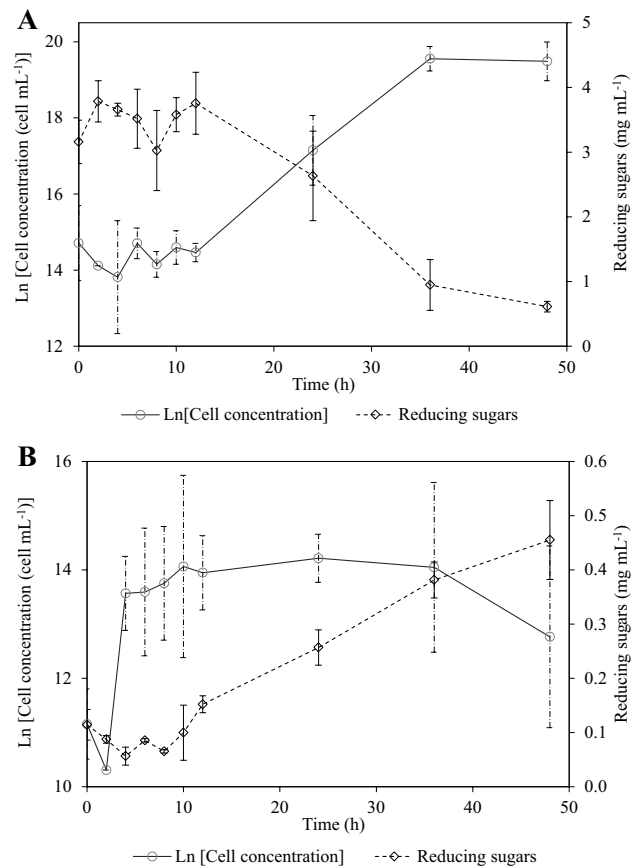 A
20
18
16
14
12
Ln [Cell concentration (cell mL⁻¹)]
5
4
3
2
1
0
Reducing sugars (mg mL⁻¹)
0 10 20 30 40 50
Time (h)
Ln[Cell concentration] Reducing sugars
B
16
14
12
10
Ln [Cell concentration (cell mL⁻¹)]
0.6
0.5
0.4
0.3
0.2
0.1
0.0
Reducing sugars (mg mL⁻¹)
0 10 20 30 40 50
Time (h)
Ln [Cell concentration] Reducing sugars